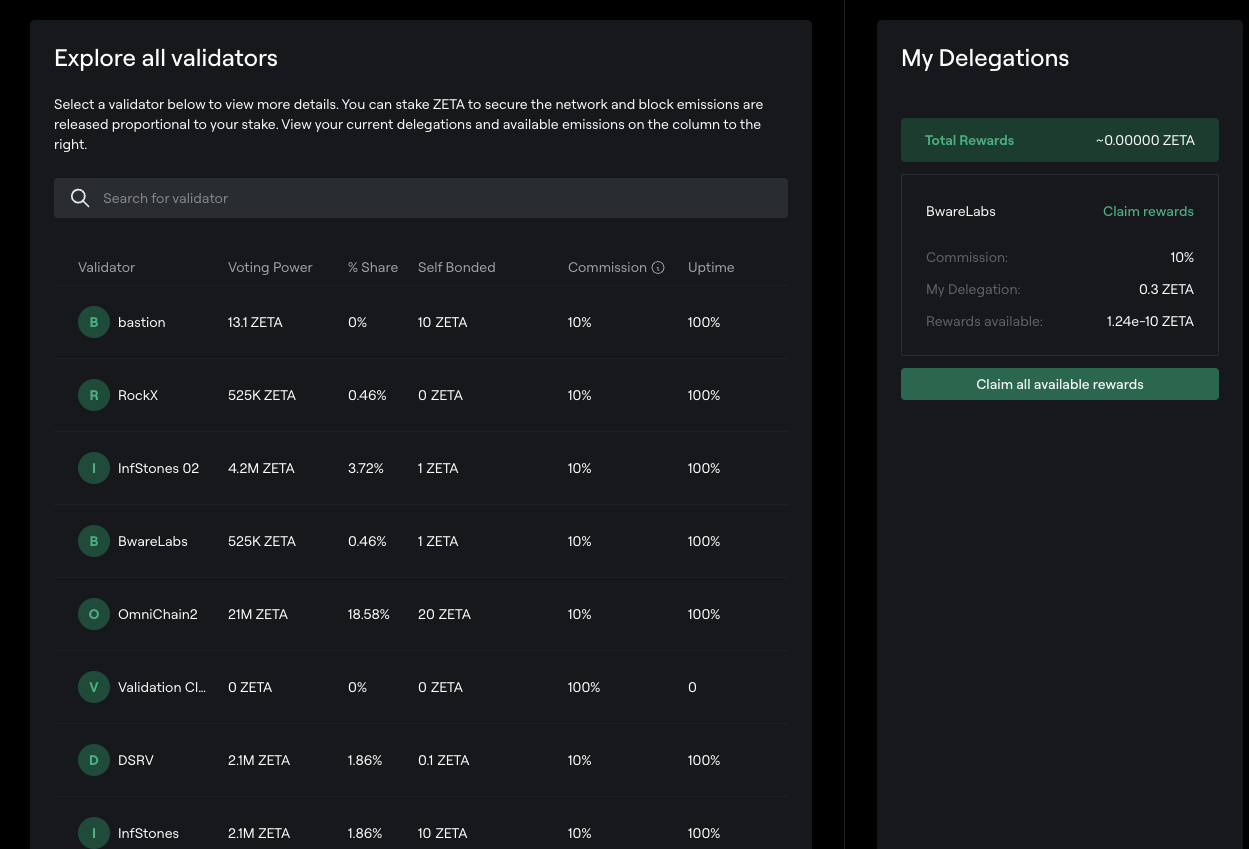 Explore all validators
Select a validator below to view more details. You can stake ZETA to secure the network and block emissions are
released proportional to your stake. View your current delegations and available emissions on the column to the
right.
Search for validator
Validator Voting Power % Share Self Bonded Commission Uptime
B bastion 13.1 ZETA 0% 10 ZETA 10% 100%
R RockX 525K ZETA 0.46% 0 ZETA 10% 100%
I InfStones 02 4.2M ZETA 3.72% 1 ZETA 10% 100%
B BwareLabs 525K ZETA 0.46% 1 ZETA 10% 100%
O OmniChain2 21M ZETA 18.58% 20 ZETA 10% 100%
V Validation Cl... 0 ZETA 0% 0 ZETA 100% 0
D DSRV 2.1M ZETA 1.86% 0.1 ZETA 10% 100%
I InfStones 2.1M ZETA 1.86% 10 ZETA 10% 100%
My Delegations
Total Rewards ~0.00000 ZETA
BwareLabs Claim rewards
Commission: 10%
My Delegation: 0.3 ZETA
Rewards available: 1.24e-10 ZETA
Claim all available rewards